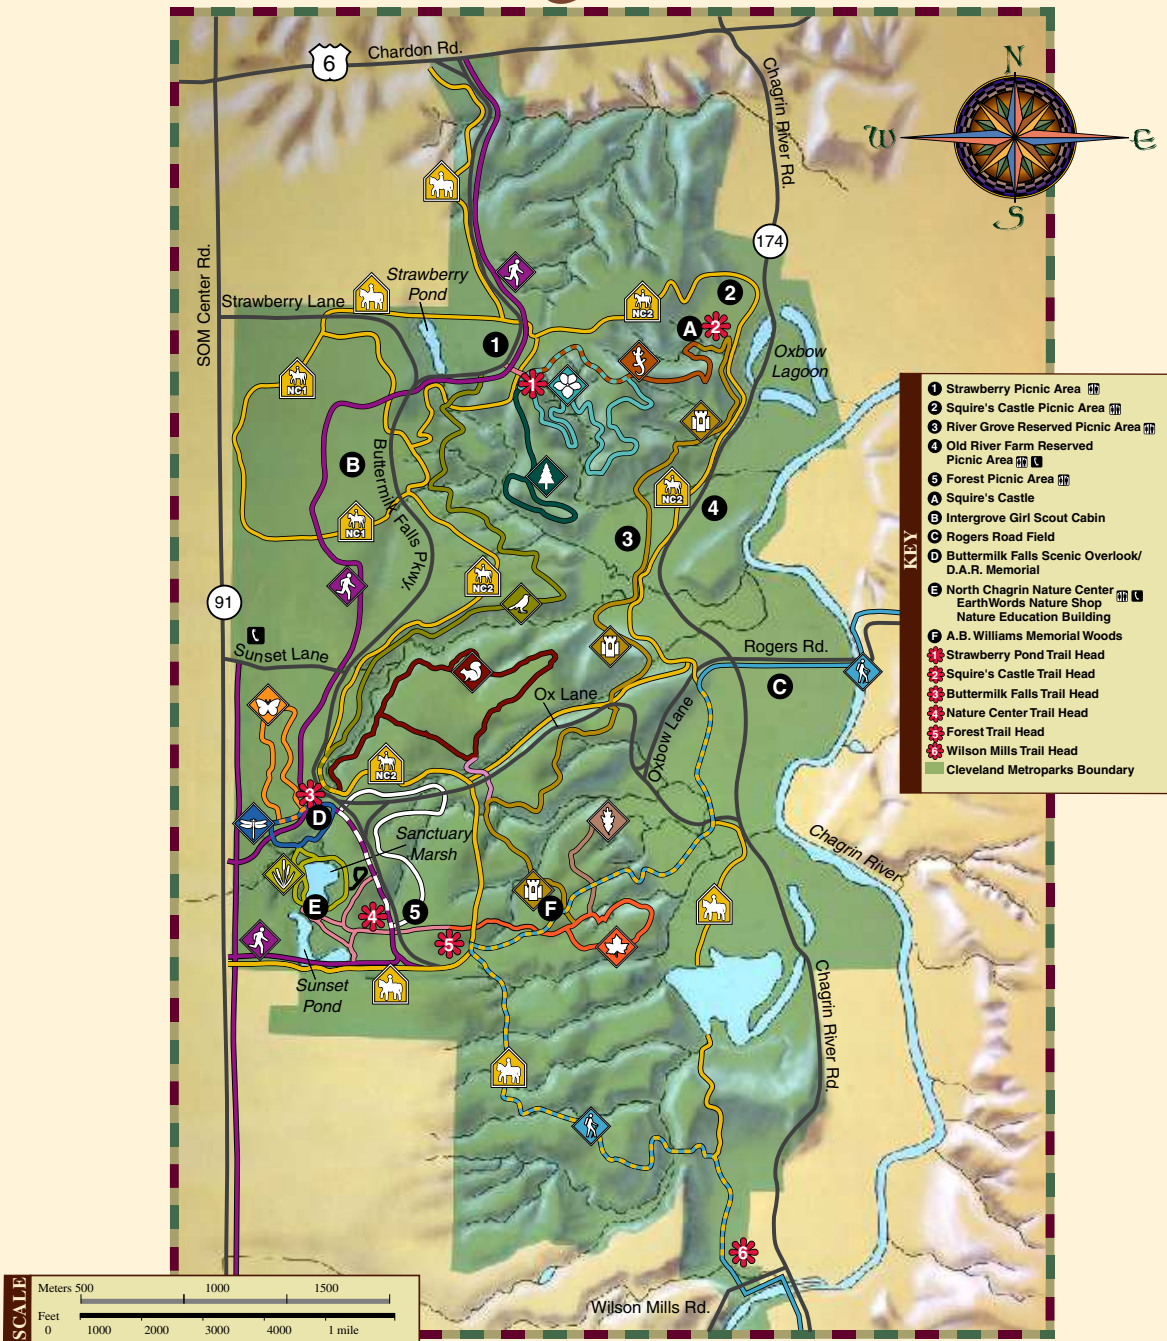 6
Chardon Rd.
Chagrin River Rd.
N
W
E
S
174
SOM Center Rd.
Strawberry
Pond
Strawberry Lane
NC2
2
A
2
1
Oxbow
Lagoon
1
NC1
B
Buttermilk Falls Pkwy.
NC2
4
NC1
3
NC2
91
Sunset Lane
Rogers Rd.
C
Ox Lane
Oxbow Lane
NC2
3
D
Sanctuary
Marsh
Chagrin River
E
4
5
F
5
Sunset
Pond
Chagrin River Rd.
6
Wilson Mills Rd.
KEY
1 Strawberry Picnic Area
2 Squire's Castle Picnic Area
3 River Grove Reserved Picnic Area
4 Old River Farm Reserved
Picnic Area
5 Forest Picnic Area
A Squire's Castle
B Intergrove Girl Scout Cabin
C Rogers Road Field
D Buttermilk Falls Scenic Overlook/
D.A.R. Memorial
E North Chagrin Nature Center
EarthWords Nature Shop
Nature Education Building
F A.B. Williams Memorial Woods
1 Strawberry Pond Trail Head
2 Squire's Castle Trail Head
3 Buttermilk Falls Trail Head
4 Nature Center Trail Head
5 Forest Trail Head
6 Wilson Mills Trail Head
Cleveland Metroparks Boundary
SCALE
Meters 500 1000 1500
Feet
0 1000 2000 3000 4000 1 mile